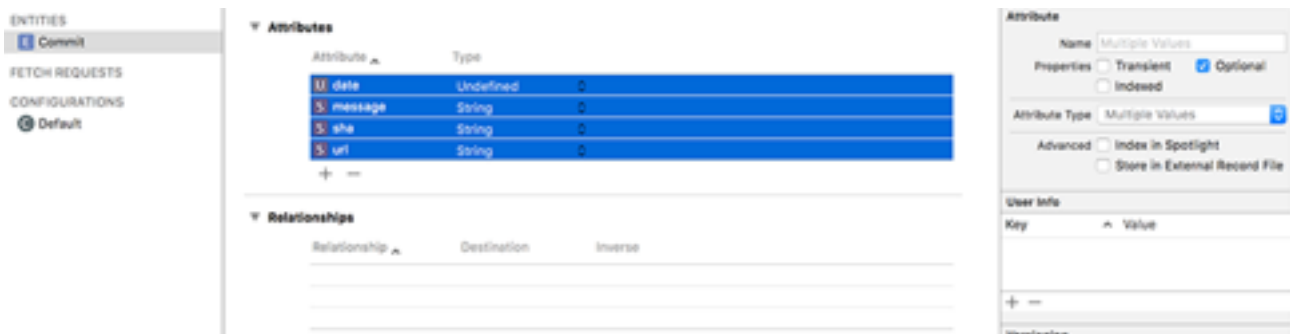 ENTITIES
E Commit
FETCH REQUESTS
CONFIGURATIONS
C Default
Attributes
Attribute Type
U date Undefined
S message String
S sha String
S url String
+ −
Relationships
Relationship Destination Inverse
Attribute
Name Multiple Values
Properties Transient Optional
Indexed
Attribute Type Multiple Values
Advanced Index in Spotlight
Store in External Record File
User Info
Key Value
+ −
Versioning